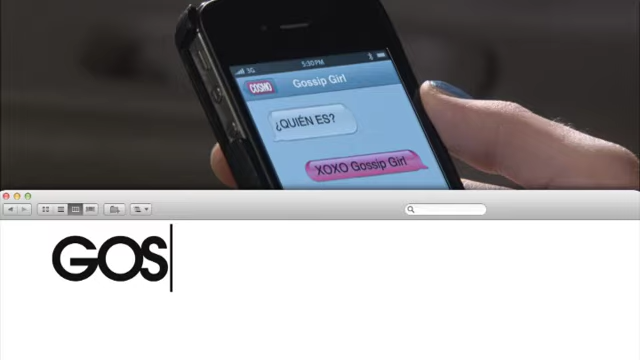 3G 5:30 PM
COSMO Gossip Girl
¿QUIÉN ES?
XOXO Gossip Girl
GOS